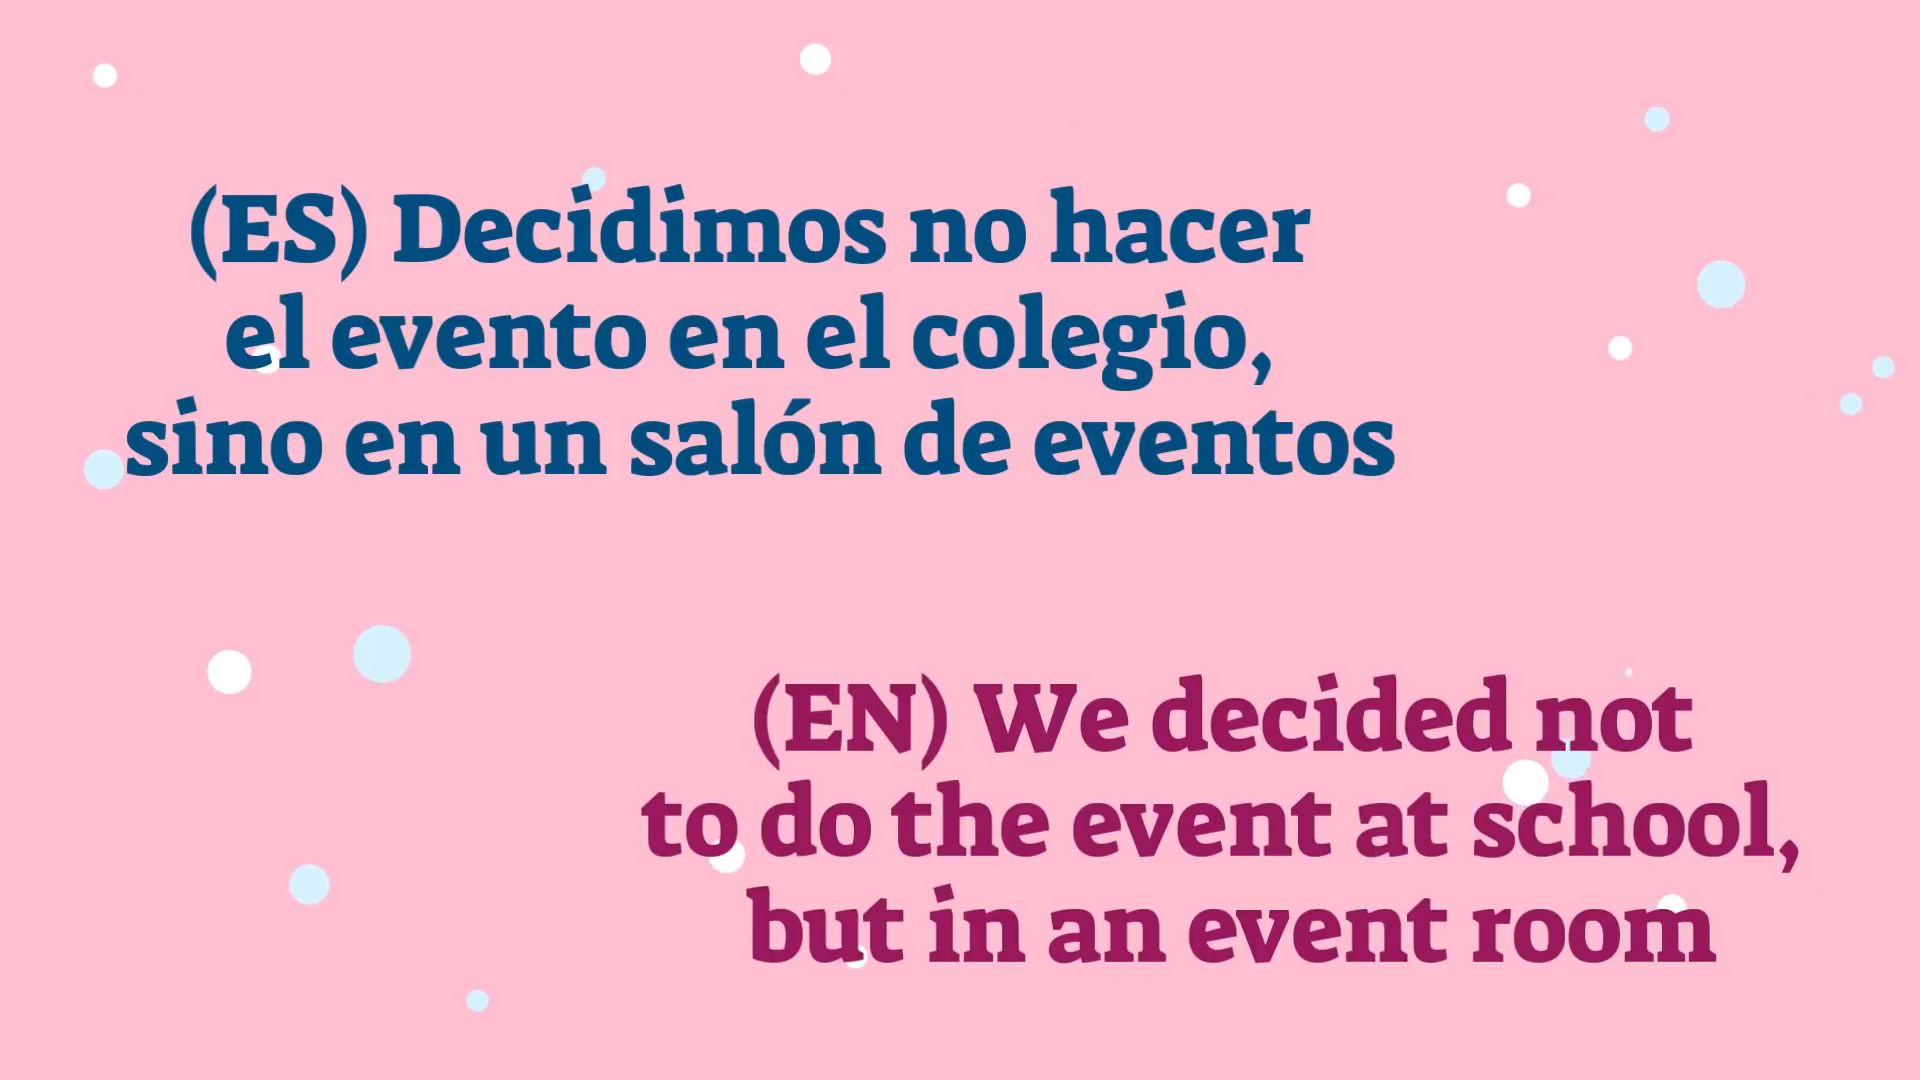 (ES) Decidimos no hacer
el evento en el colegio,
sino en un salón de eventos
(EN) We decided not
to do the event at school,
but in an event room